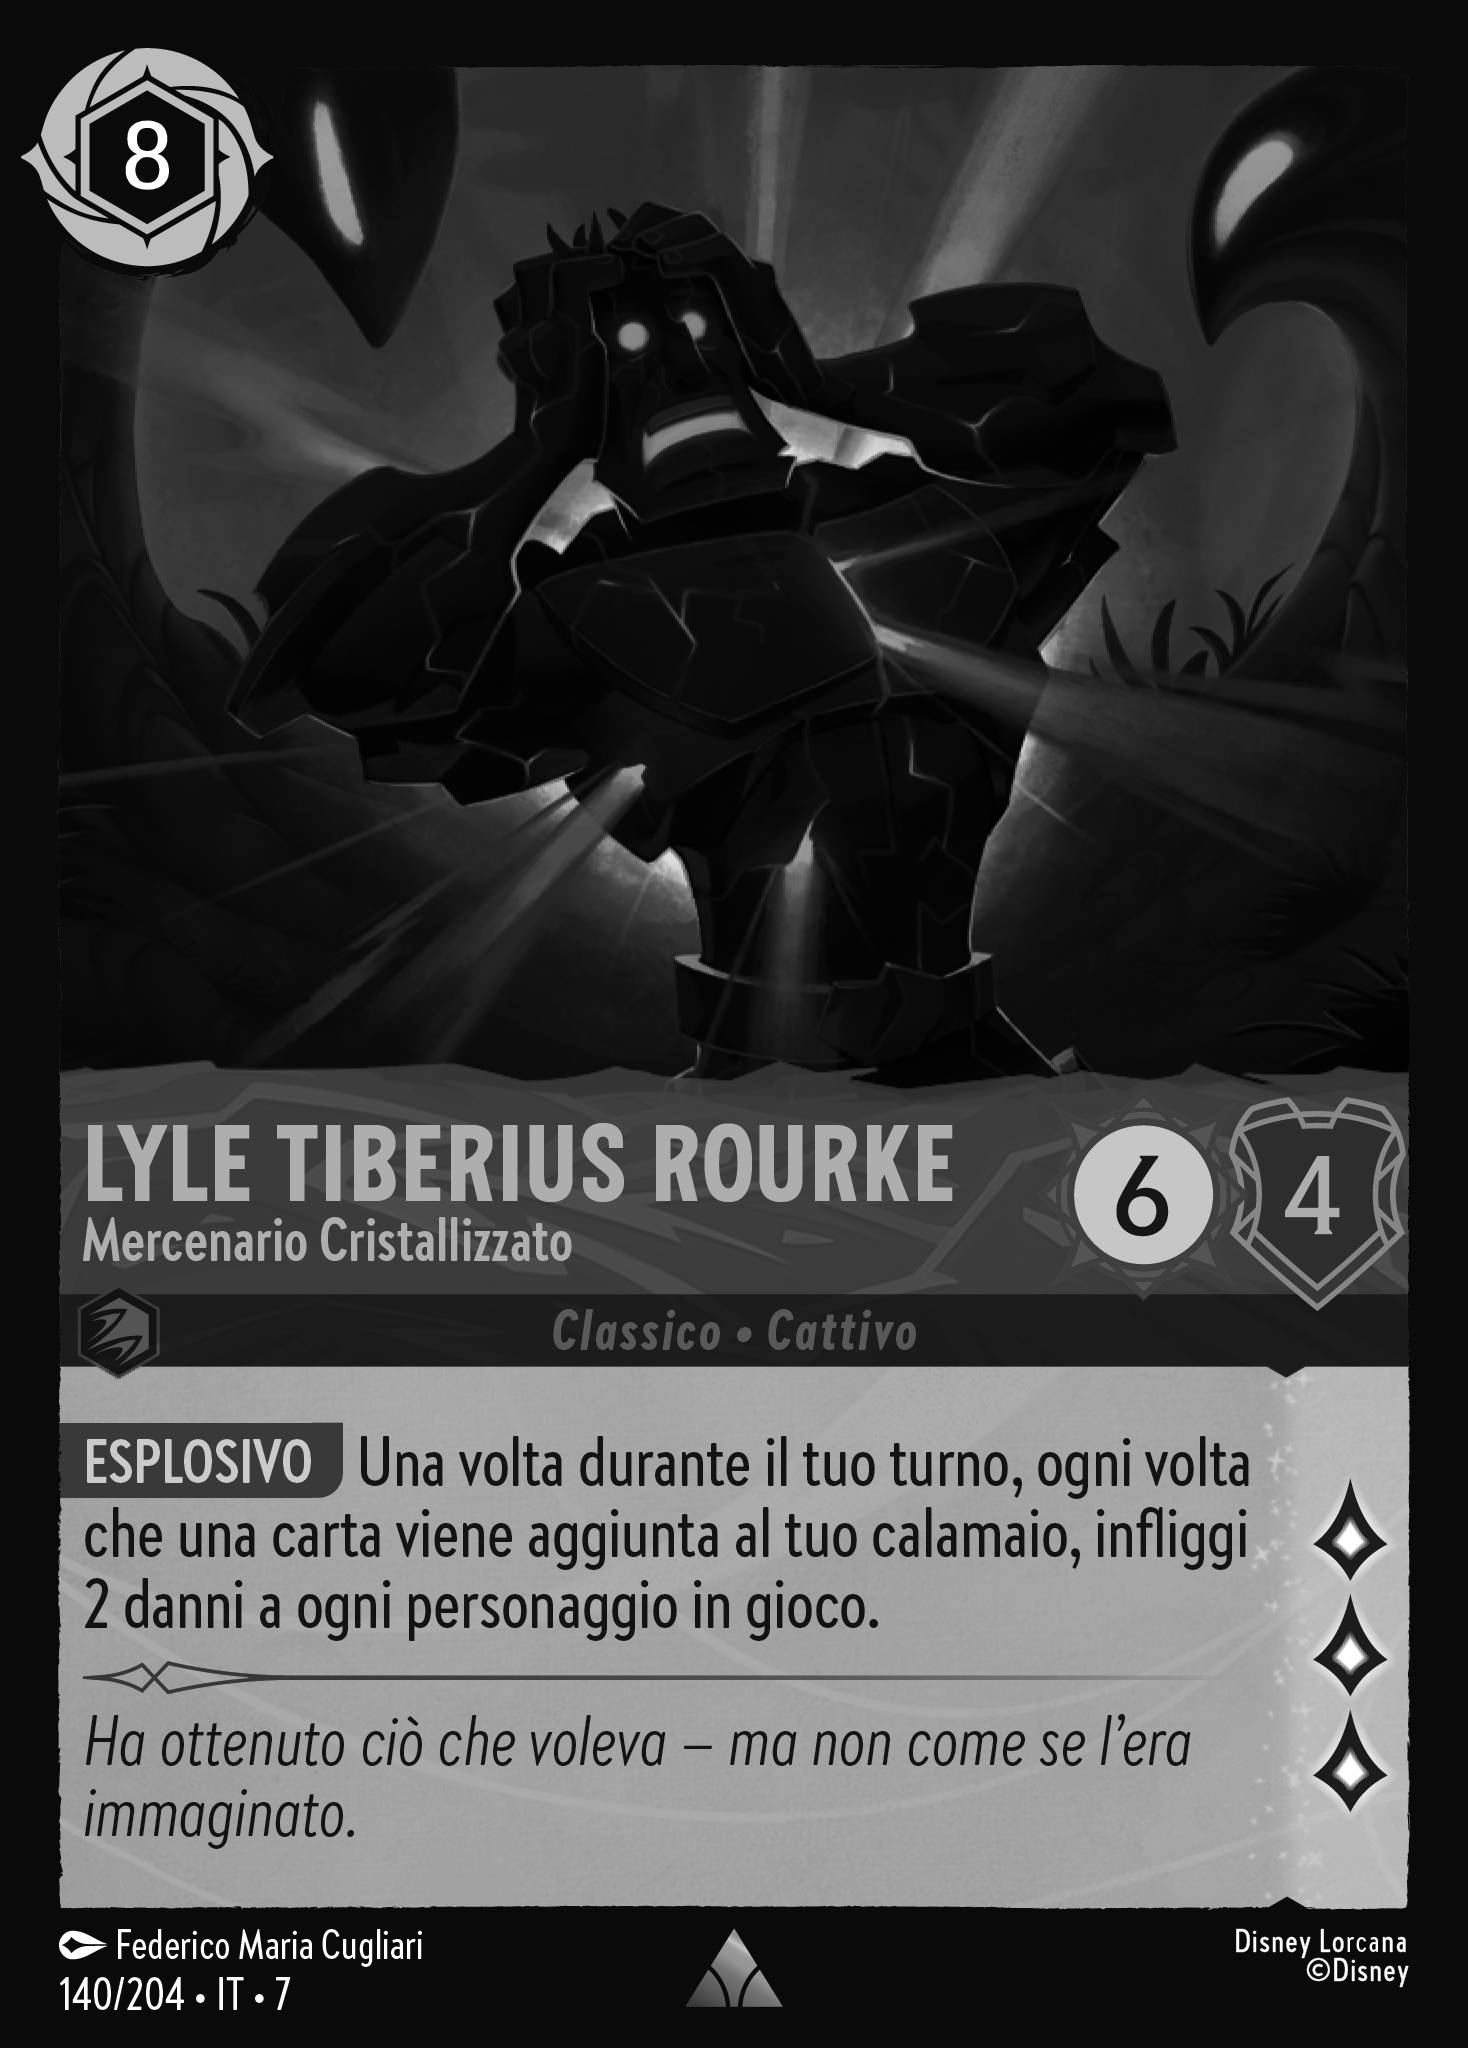 8
LYLE TIBERIUS ROURKE
Mercenario Cristallizzato
6
4
Classico • Cattivo
ESPLOSIVO Una volta durante il tuo turno, ogni volta
che una carta viene aggiunta al tuo calamaio, infliggi
2 danni a ogni personaggio in gioco.
Ha ottenuto ciò che voleva – ma non come se l’era
immaginato.
Federico Maria Cugliari
140/204 • IT • 7
Disney Lorcana
©Disney